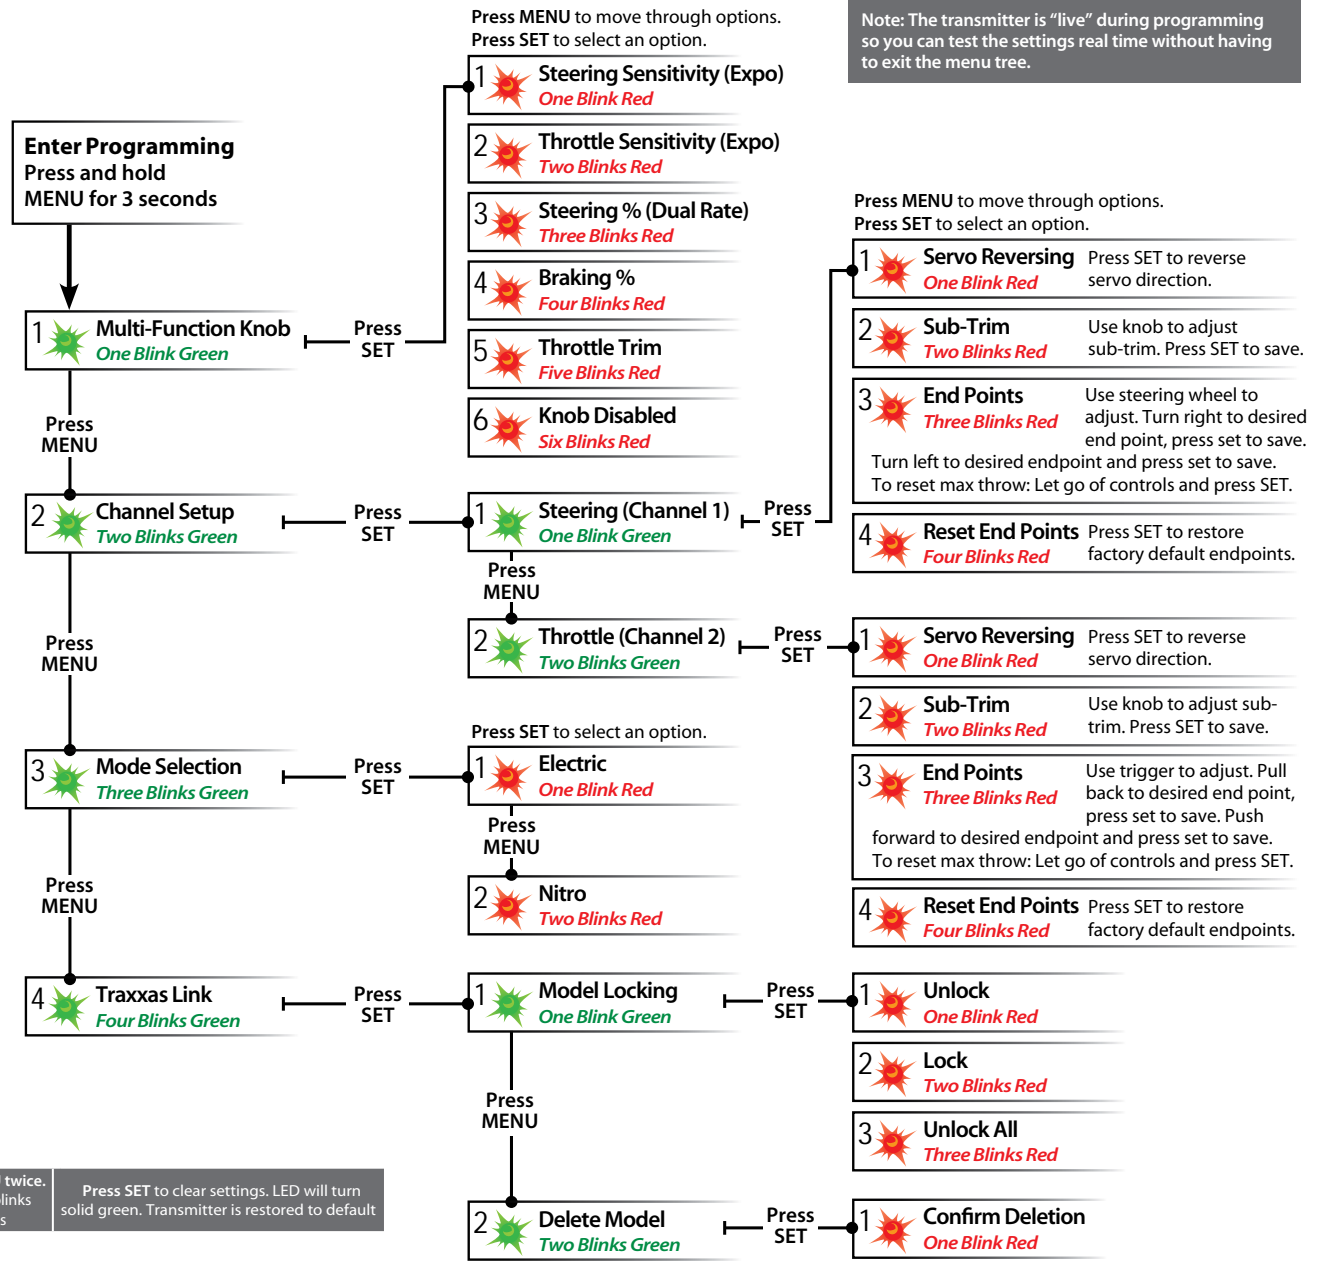 Press MENU to move through options.
Press SET to select an option.
Note: The transmitter is “live” during programming
so you can test the settings real time without having
to exit the menu tree.
Enter Programming
Press and hold
MENU for 3 seconds
1 Multi-Function Knob
One Blink Green
Press
SET
1 Steering Sensitivity (Expo)
One Blink Red
2 Throttle Sensitivity (Expo)
Two Blinks Red
3 Steering % (Dual Rate)
Three Blinks Red
4 Braking %
Four Blinks Red
5 Throttle Trim
Five Blinks Red
6 Knob Disabled
Six Blinks Red
Press
MENU
2 Channel Setup
Two Blinks Green
Press
SET
1 Steering (Channel 1)
One Blink Green
Press
SET
Press MENU to move through options.
Press SET to select an option.
1 Servo Reversing Press SET to reverse
One Blink Red servo direction.
2 Sub-Trim Use knob to adjust
Two Blinks Red sub-trim. Press SET to save.
3 End Points Use steering wheel to
Three Blinks Red adjust. Turn right to desired
end point, press set to save.
Turn left to desired endpoint and press set to save.
To reset max throw: Let go of controls and press SET.
4 Reset End Points Press SET to restore
Four Blinks Red factory default endpoints.
Press
MENU
2 Throttle (Channel 2)
Two Blinks Green
Press
SET
1 Servo Reversing Press SET to reverse
One Blink Red servo direction.
2 Sub-Trim Use knob to adjust sub-
Two Blinks Red trim. Press SET to save.
3 End Points Use trigger to adjust. Pull
Three Blinks Red back to desired end point,
press set to save. Push
forward to desired endpoint and press set to save.
To reset max throw: Let go of controls and press SET.
4 Reset End Points Press SET to restore
Four Blinks Red factory default endpoints.
Press
MENU
3 Mode Selection
Three Blinks Green
Press
SET
Press SET to select an option.
1 Electric
One Blink Red
Press
MENU
2 Nitro
Two Blinks Red
Press
MENU
4 Traxxas Link
Four Blinks Green
Press
SET
1 Model Locking
One Blink Green
Press
SET
1 Unlock
One Blink Red
2 Lock
Two Blinks Red
3 Unlock All
Three Blinks Red
Press
MENU
2 Delete Model
Two Blinks Green
Press
SET
1 Confirm Deletion
One Blink Red
twice.
Press SET to clear settings. LED will turn
solid green. Transmitter is restored to default